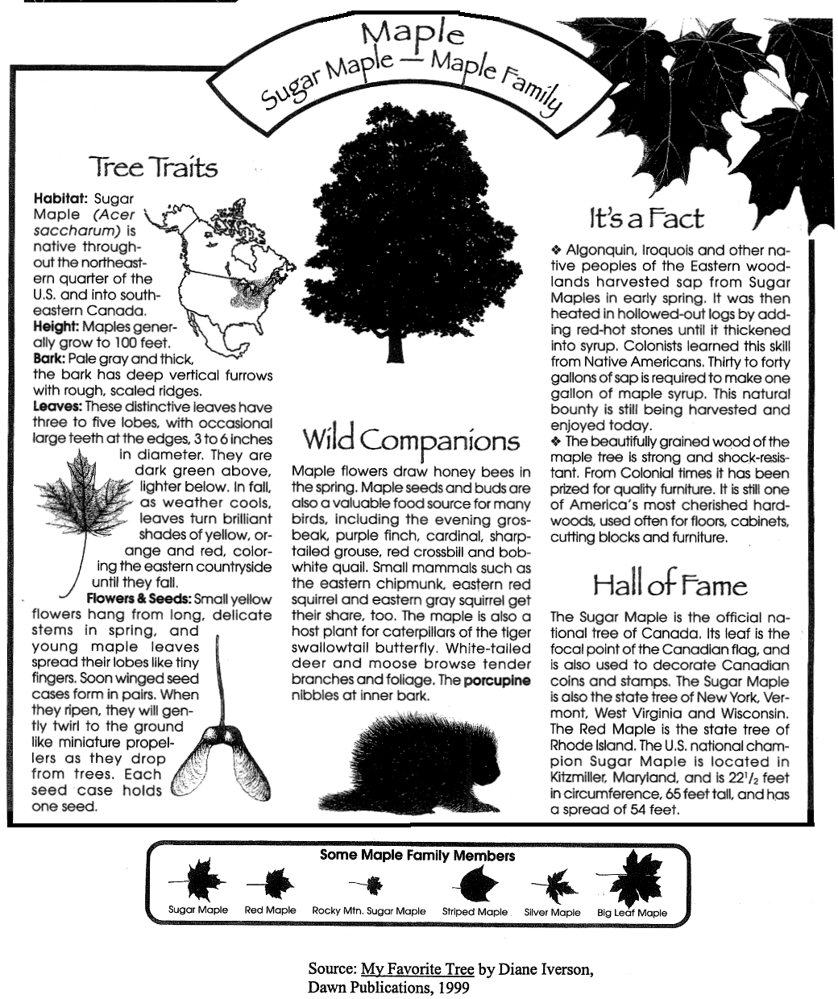 Maple
Sugar Maple — Maple Family
Tree Traits
Habitat: Sugar
Maple (Acer
saccharum) is
native through-
out the northeast-
ern quarter of the
U.S. and into south-
eastern Canada.
Height: Maples gener-
ally grow to 100 feet.
Bark: Pale gray and thick,
the bark has deep vertical furrows
with rough, scaled ridges.
Leaves: These distinctive leaves have
three to five lobes, with occasional
large teeth at the edges, 3 to 6 inches
in diameter. They are
dark green above,
lighter below. In fall,
as weather cools,
leaves turn brilliant
shades of yellow, or-
ange and red, color-
ing the eastern countryside
until they fall.
Flowers & Seeds: Small yellow
flowers hang from long, delicate
stems in spring, and
young maple leaves
spread their lobes like tiny
fingers. Soon winged seed
cases form in pairs. When
they ripen, they will gen-
tly twirl to the ground
like miniature propel-
lers as they drop
from trees. Each
seed case holds
one seed.
Wild Companions
Maple flowers draw honey bees in
the spring. Maple seeds and buds are
also a valuable food source for many
birds, including the evening gros-
beak, purple finch, cardinal, sharp-
tailed grouse, red crossbill and bob-
white quail. Small mammals such as
the eastern chipmunk, eastern red
squirrel and eastern gray squirrel get
their share, too. The maple is also a
host plant for caterpillars of the tiger
swallowtail butterfly. White-tailed
deer and moose browse tender
branches and foliage. The porcupine
nibbles at inner bark.
It's a Fact
❖ Algonquin, Iroquois and other na-
tive peoples of the Eastern wood-
lands harvested sap from Sugar
Maples in early spring. It was then
heated in hollowed-out logs by add-
ing red-hot stones until it thickened
into syrup. Colonists learned this skill
from Native Americans. Thirty to forty
gallons of sap is required to make one
gallon of maple syrup. This natural
bounty is still being harvested and
enjoyed today.
❖ The beautifully grained wood of the
maple tree is strong and shock-resis-
tant. From Colonial times it has been
prized for quality furniture. It is still one
of America's most cherished hard-
woods, used often for floors, cabinets,
cutting blocks and furniture.
Hall of Fame
The Sugar Maple is the official na-
tional tree of Canada. Its leaf is the
focal point of the Canadian flag, and
is also used to decorate Canadian
coins and stamps. The Sugar Maple
is also the state tree of New York, Ver-
mont, West Virginia and Wisconsin.
The Red Maple is the state tree of
Rhode Island. The U.S. national cham-
pion Sugar Maple is located in
Kitzmiller, Maryland, and is 22 1/2 feet
in circumference, 65 feet tall, and has
a spread of 54 feet.
Some Maple Family Members
Sugar Maple Red Maple Rocky Mtn. Sugar Maple Striped Maple Silver Maple Big Leaf Maple
Source: My Favorite Tree by Diane Iverson,
Dawn Publications, 1999